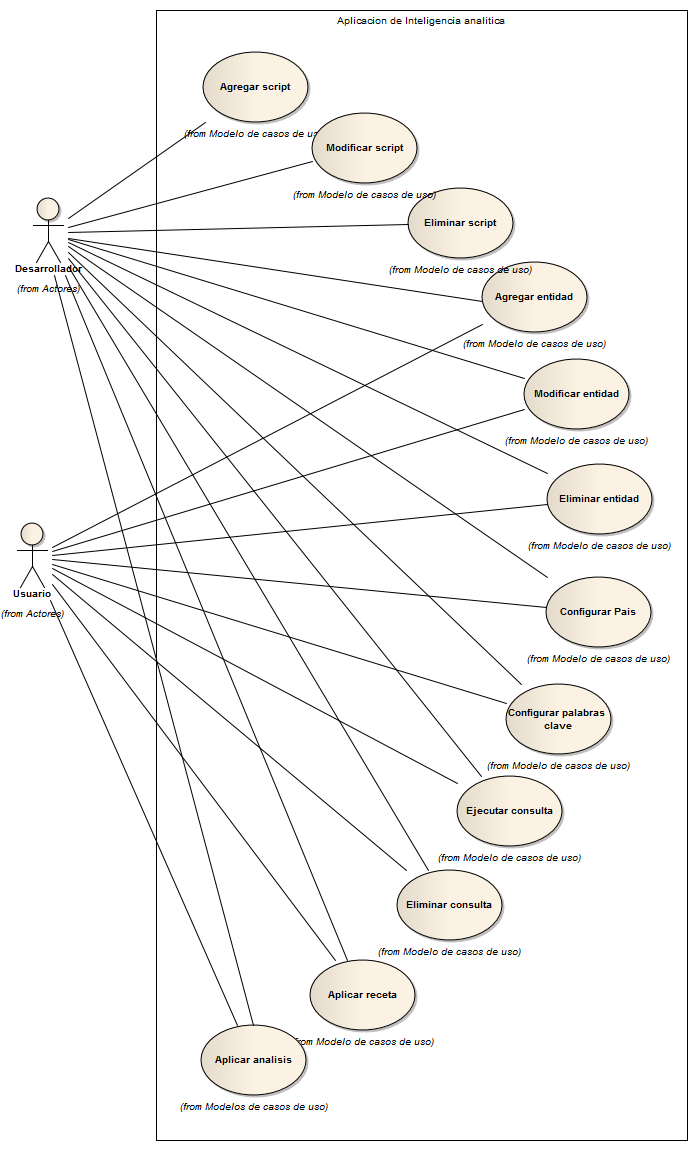 Aplicacion de Inteligencia analitica
Agregar script
(from Modelo de casos de us
Modificar script
(from Modelo de casos de uso)
Eliminar script
(from Modelo de casos de uso)
Desarrollador
(from Actores)
Agregar entidad
(from Modelo de casos de uso)
Modificar entidad
(from Modelo de casos de uso)
Eliminar entidad
(from Modelo de casos de uso)
Usuario
(from Actores)
Configurar Pais
(from Modelo de casos de uso)
Configurar palabras
clave
(from Modelo de casos de uso)
Ejecutar consulta
(from Modelo de casos de uso)
Eliminar consulta
(from Modelo de casos de uso)
Aplicar receta
from Modelo de casos de uso)
Aplicar analisis
(from Modelos de casos de uso)